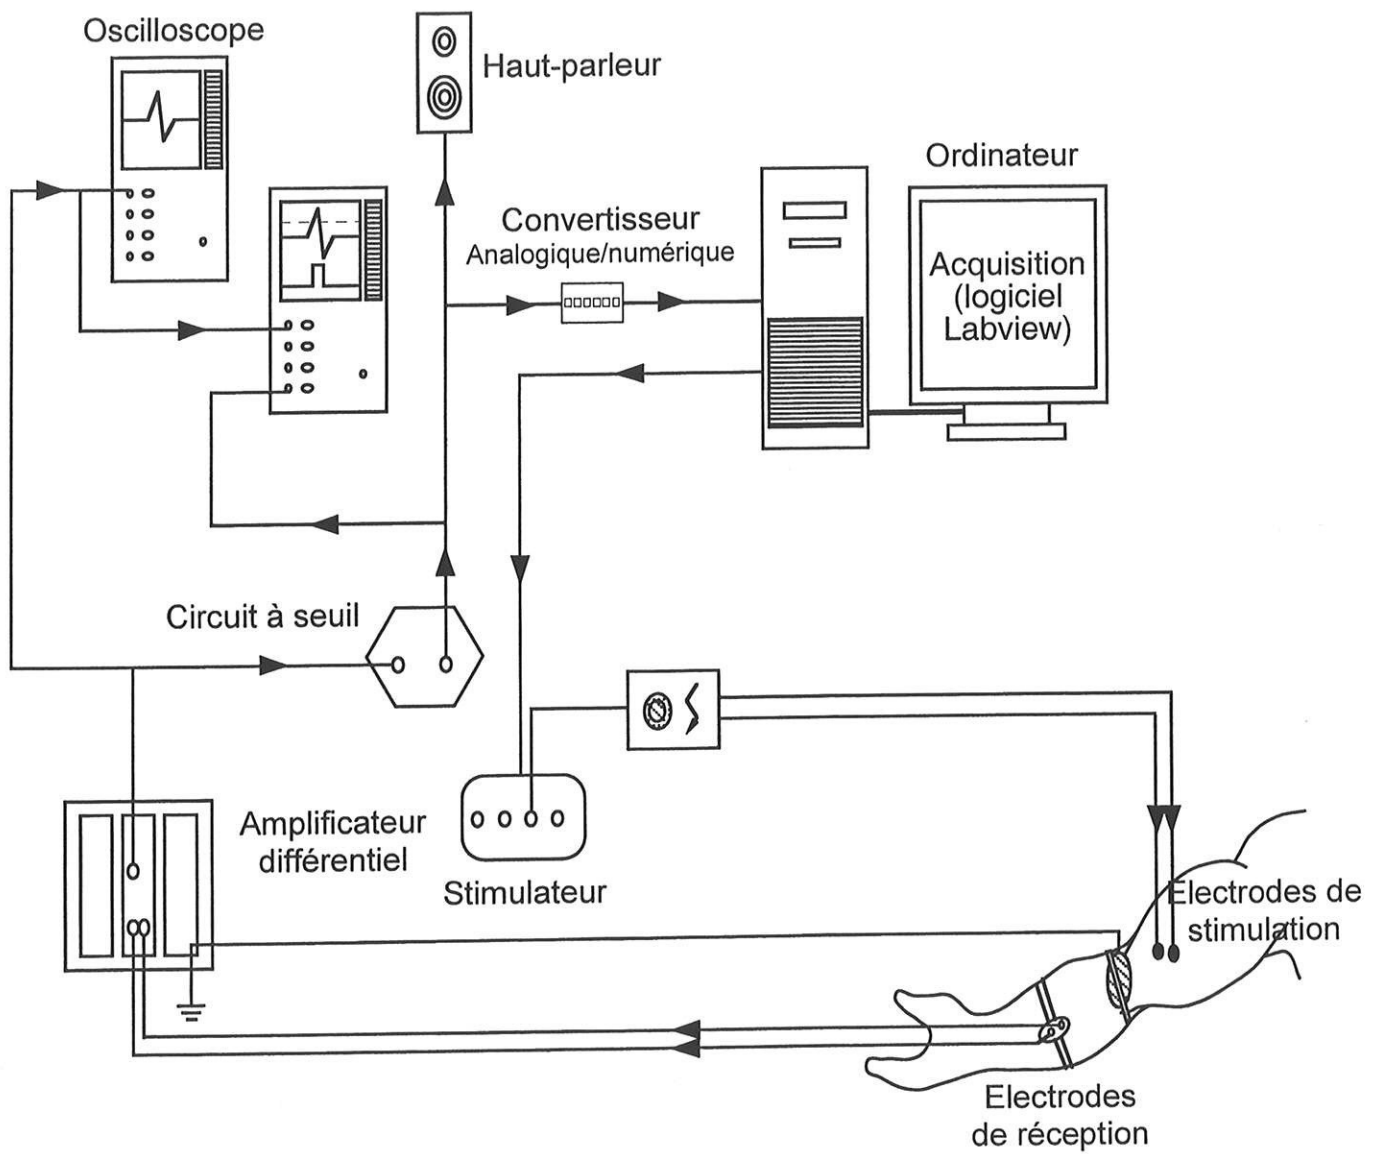 Oscilloscope
Haut-parleur
Ordinateur
Convertisseur
Analogique/numérique
Acquisition
(logiciel
Labview)
Circuit à seuil
Amplificateur
différentiel
Stimulateur
Electrodes de
stimulation
Electrodes
de réception